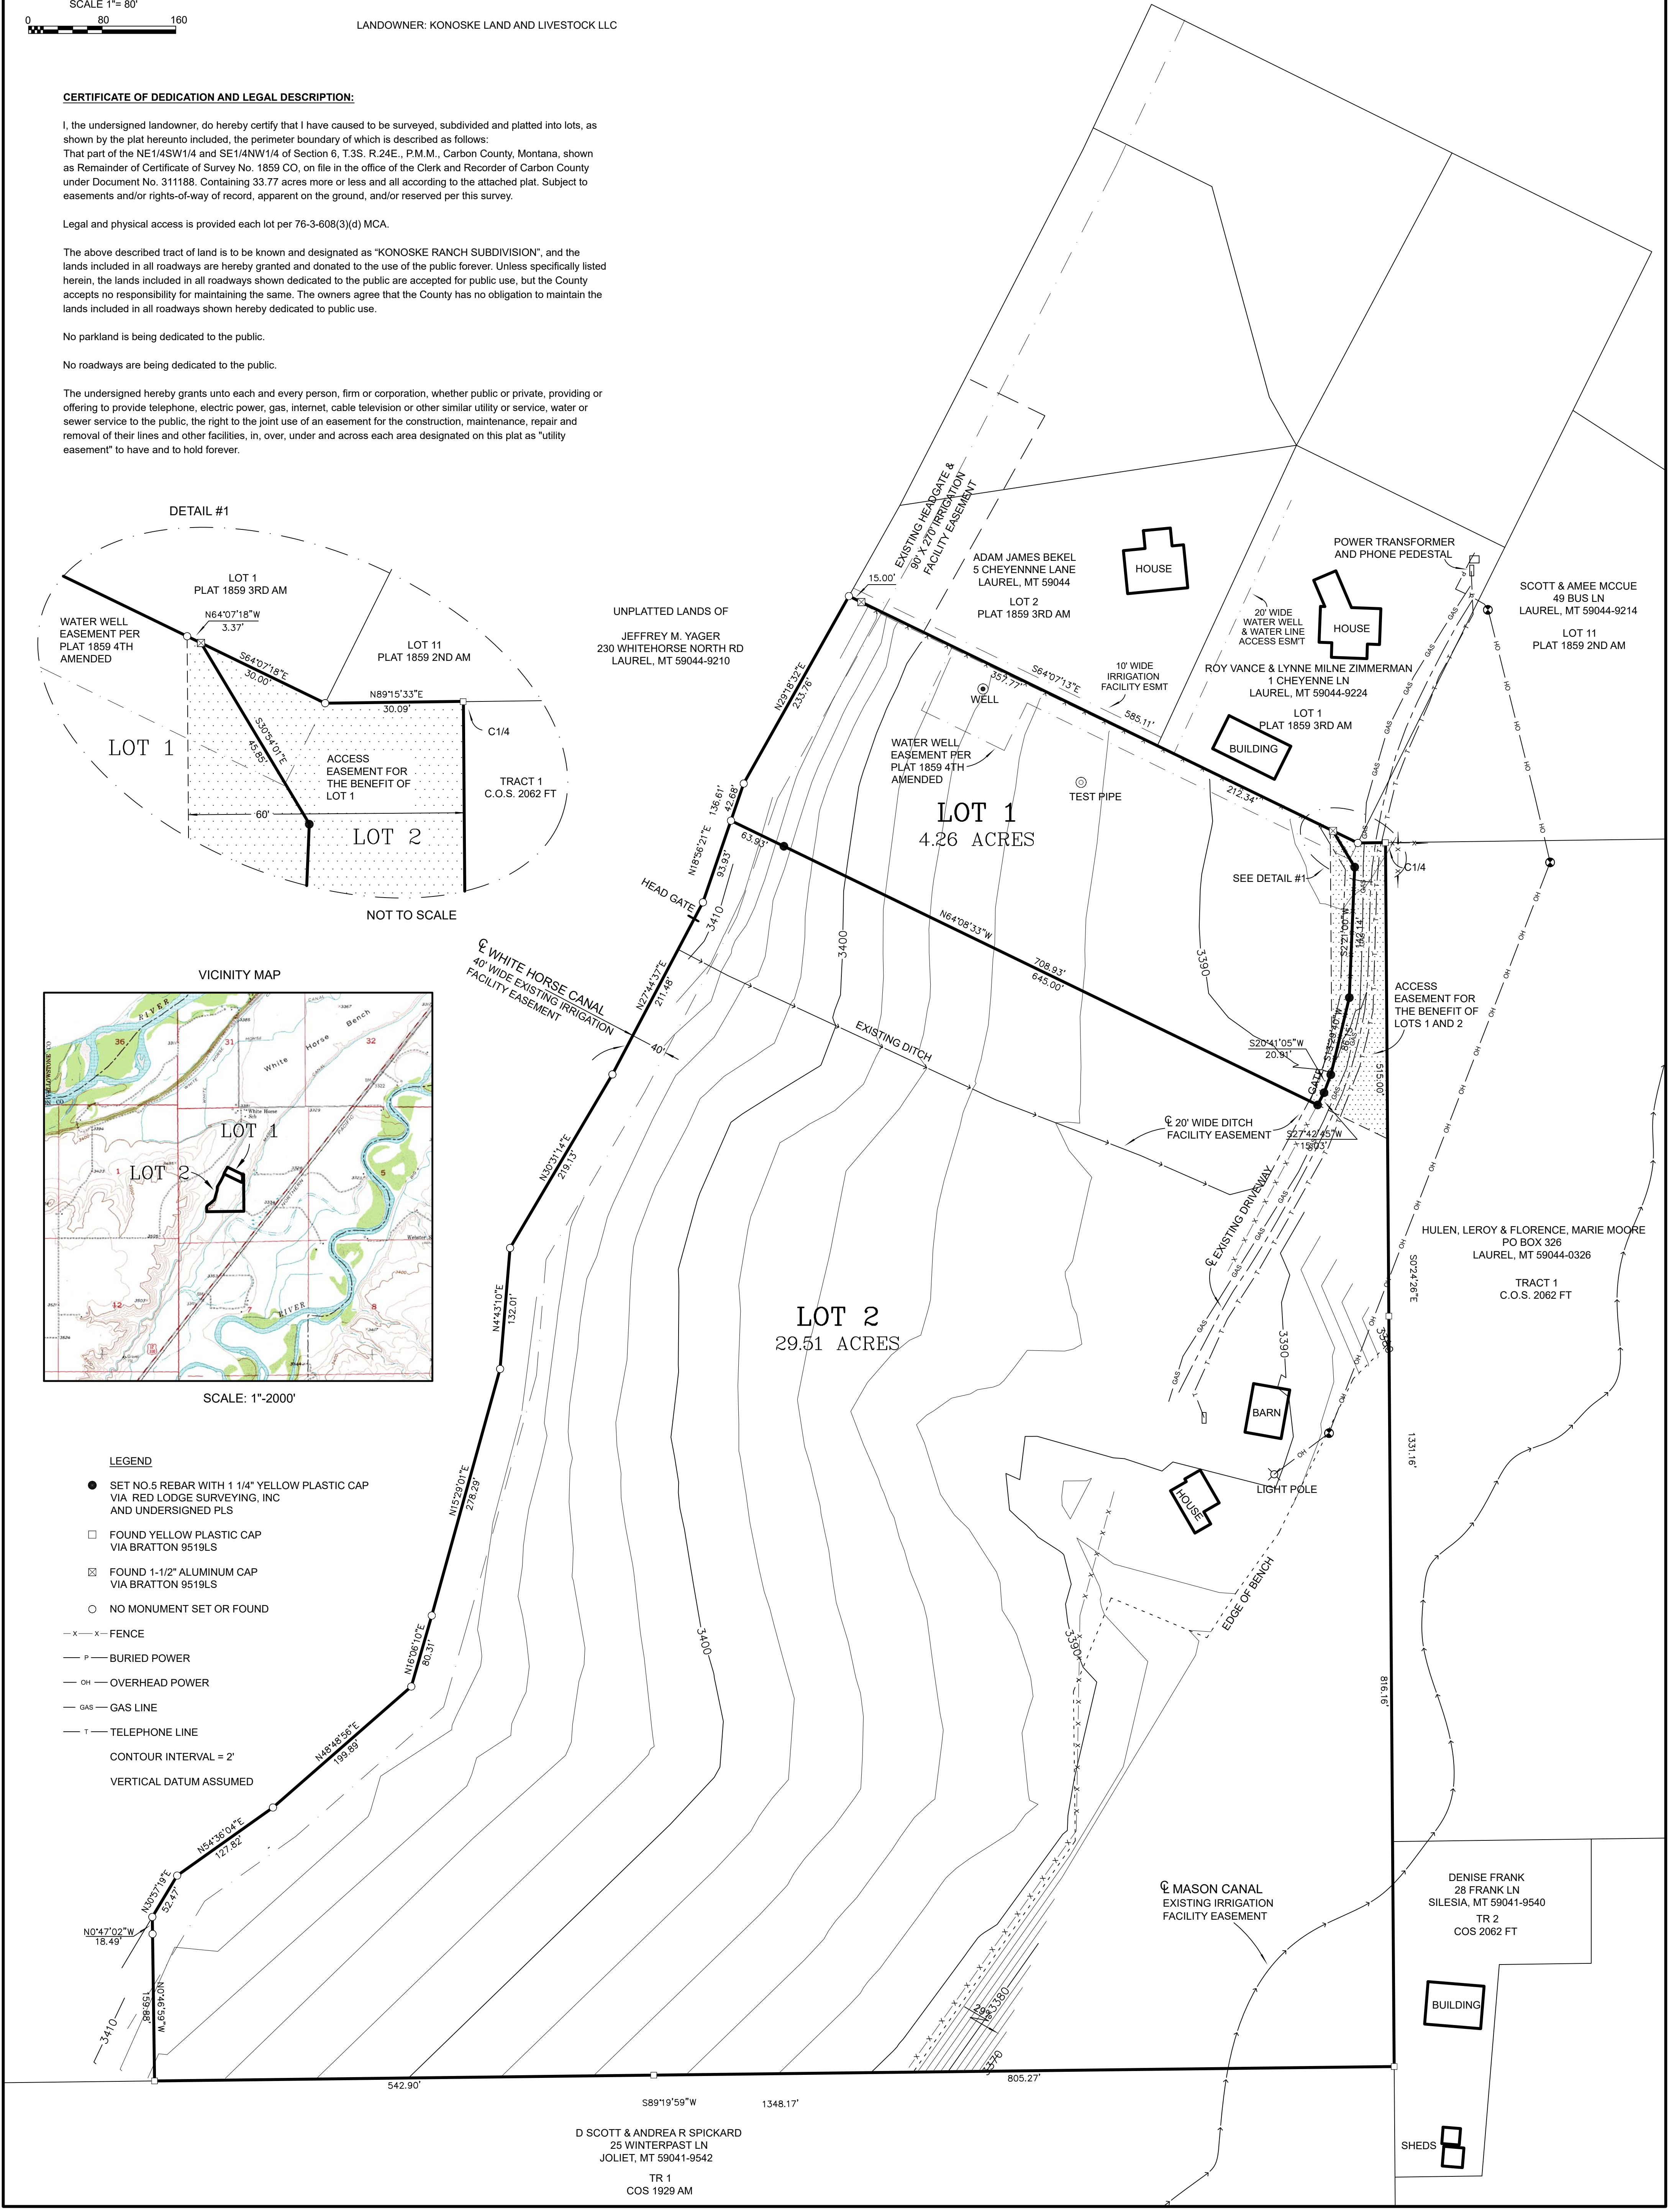 SCALE 1"= 80'
0 80 160
LANDOWNER: KONOSKE LAND AND LIVESTOCK LLC
CERTIFICATE OF DEDICATION AND LEGAL DESCRIPTION:
I, the undersigned landowner, do hereby certify that I have caused to be surveyed, subdivided and platted into lots, as
shown by the plat hereunto included, the perimeter boundary of which is described as follows:
That part of the NE1/4SW1/4 and SE1/4NW1/4 of Section 6, T.3S. R.24E., P.M.M., Carbon County, Montana, shown
as Remainder of Certificate of Survey No. 1859 CO, on file in the office of the Clerk and Recorder of Carbon County
under Document No. 311188. Containing 33.77 acres more or less and all according to the attached plat. Subject to
easements and/or rights-of-way of record, apparent on the ground, and/or reserved per this survey.
Legal and physical access is provided each lot per 76-3-608(3)(d) MCA.
The above described tract of land is to be known and designated as “KONOSKE RANCH SUBDIVISION”, and the
lands included in all roadways are hereby granted and donated to the use of the public forever. Unless specifically listed
herein, the lands included in all roadways shown dedicated to the public are accepted for public use, but the County
accepts no responsibility for maintaining the same. The owners agree that the County has no obligation to maintain the
lands included in all roadways shown hereby dedicated to public use.
No parkland is being dedicated to the public.
No roadways are being dedicated to the public.
The undersigned hereby grants unto each and every person, firm or corporation, whether public or private, providing or
offering to provide telephone, electric power, gas, internet, cable television or other similar utility or service, water or
sewer service to the public, the right to the joint use of an easement for the construction, maintenance, repair and
removal of their lines and other facilities, in, over, under and across each area designated on this plat as "utility
easement" to have and to hold forever.
DETAIL #1
LOT 1
PLAT 1859 3RD AM
N64°07'18"W
3.37'
WATER WELL
EASEMENT PER
PLAT 1859 4TH
AMENDED
S64°07'18"E
30.00'
LOT 11
PLAT 1859 2ND AM
N89°15'33"E
30.09'
C1/4
LOT 1
S30°54'01"E
45.85'
ACCESS
EASEMENT FOR
THE BENEFIT OF
LOT 1
TRACT 1
C.O.S. 2062 FT
60'
LOT 2
NOT TO SCALE
VICINITY MAP
RIVER
36
31
32
White Horse Bench
White Horse
Sch
LOT 1
LOT 2
1
5
12
7
8
RIVER
SCALE: 1"-2000'
LEGEND
SET NO.5 REBAR WITH 1 1/4" YELLOW PLASTIC CAP
VIA RED LODGE SURVEYING, INC
AND UNDERSIGNED PLS
FOUND YELLOW PLASTIC CAP
VIA BRATTON 9519LS
FOUND 1-1/2" ALUMINUM CAP
VIA BRATTON 9519LS
NO MONUMENT SET OR FOUND
X X FENCE
P BURIED POWER
OH OVERHEAD POWER
GAS GAS LINE
T TELEPHONE LINE
CONTOUR INTERVAL = 2'
VERTICAL DATUM ASSUMED
EXISTING HEADGATE &
90' X 270' IRRIGATION
FACILITY EASEMENT
15.00'
ADAM JAMES BEKEL
5 CHEYENNNE LANE
LAUREL, MT 59044
LOT 2
PLAT 1859 3RD AM
HOUSE
POWER TRANSFORMER
AND PHONE PEDESTAL
SCOTT & AMEE MCCUE
49 BUS LN
LAUREL, MT 59044-9214
LOT 11
PLAT 1859 2ND AM
20' WIDE
WATER WELL
& WATER LINE
ACCESS ESM'T
HOUSE
UNPLATTED LANDS OF
JEFFREY M. YAGER
230 WHITEHORSE NORTH RD
LAUREL, MT 59044-9210
ROY VANCE & LYNNE MILNE ZIMMERMAN
1 CHEYENNE LN
LAUREL, MT 59044-9224
LOT 1
PLAT 1859 3RD AM
BUILDING
10' WIDE
IRRIGATION
FACILITY ESMT
S64°07'13"E
357.77'
585.11'
212.34'
WELL
WATER WELL
EASEMENT PER
PLAT 1859 4TH
AMENDED
TEST PIPE
LOT 1
4.26 ACRES
N29°18'32"E
233.76'
136.61'
42.68'
N18°56'21"E
93.93'
63.93'
SEE DETAIL #1
C1/4
HEAD GATE
3410
3400
3390
N64°08'33"W
708.93'
645.00'
S2°21'00"W
142.14'
ACCESS
EASEMENT FOR
THE BENEFIT OF
LOTS 1 AND 2
℄ WHITE HORSE CANAL
40' WIDE EXISTING IRRIGATION
FACILITY EASEMENT
N27°44'37"E
211.48'
40'
EXISTING DITCH
S20°41'05"W
20.91'
GATE
515.00'
℄ 20' WIDE DITCH
FACILITY EASEMENT
S27°42'45"W
15.03'
N30°31'14"E
219.13'
℄ EXISTING DRIVEWAY
HULEN, LEROY & FLORENCE, MARIE MOORE
PO BOX 326
LAUREL, MT 59044-0326
TRACT 1
C.O.S. 2062 FT
S0°24'26"E
1331.16'
816.16'
N4°43'10"E
132.01'
LOT 2
29.51 ACRES
3390
BARN
LIGHT POLE
HOUSE
EDGE OF BENCH
N15°29'01"E
278.29'
3400
3390
N16°06'10"E
80.31'
N48°48'56"E
199.89'
N54°36'04"E
127.82'
N30°57'19"E
52.47'
N0°47'02"W
18.49'
N0°46'59"W
159.88'
3410
℄ MASON CANAL
EXISTING IRRIGATION
FACILITY EASEMENT
DENISE FRANK
28 FRANK LN
SILESIA, MT 59041-9540
TR 2
COS 2062 FT
BUILDING
3380
3370
542.90'
805.27'
S89°19'59"W 1348.17'
D SCOTT & ANDREA R SPICKARD
25 WINTERPAST LN
JOLIET, MT 59041-9542
TR 1
COS 1929 AM
SHEDS